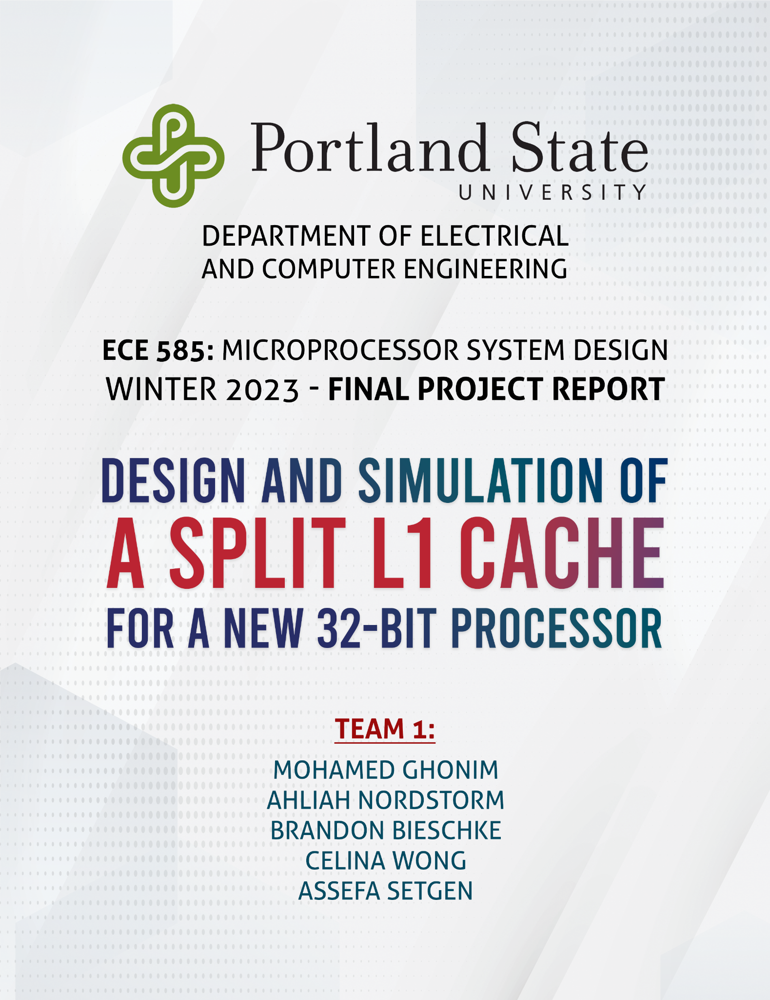 Portland State
UNIVERSITY
DEPARTMENT OF ELECTRICAL
AND COMPUTER ENGINEERING
ECE 585: MICROPROCESSOR SYSTEM DESIGN
WINTER 2023 - FINAL PROJECT REPORT
DESIGN AND SIMULATION OF
A SPLIT L1 CACHE
FOR A NEW 32-BIT PROCESSOR
TEAM 1:
MOHAMED GHONIM
AHLIAH NORDSTORM
BRANDON BIESCHKE
CELINA WONG
ASSEFA SETGEN